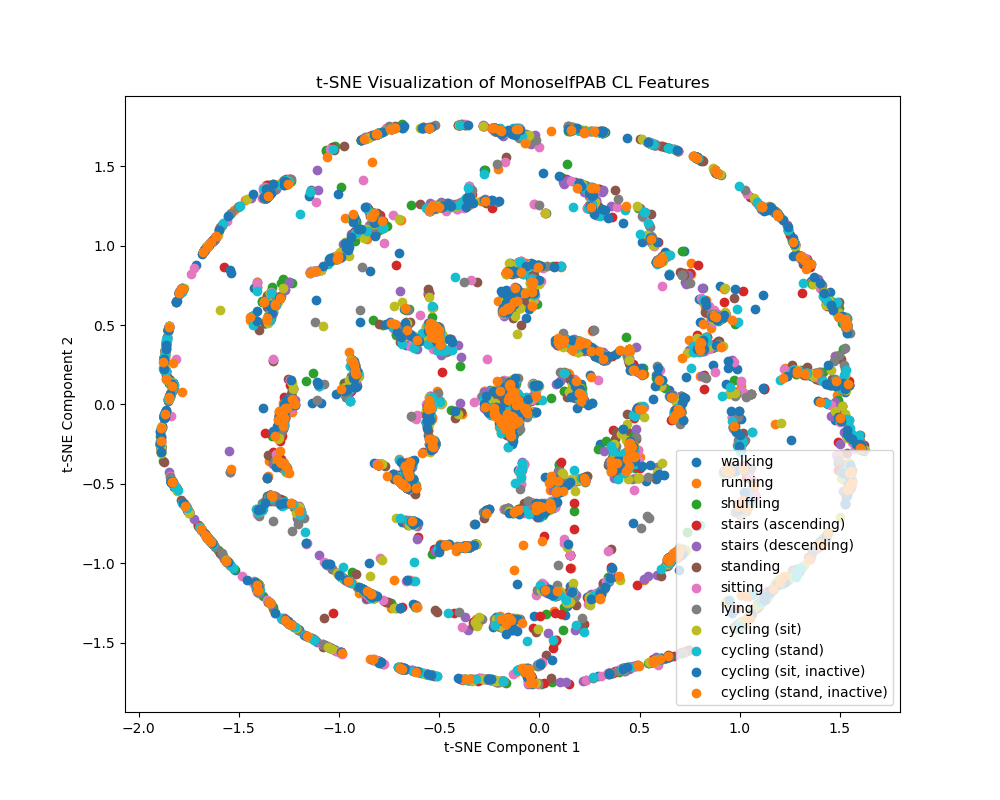 t-SNE Visualization of MonoselfPAB CL Features
t-SNE Component 2
1.5
1.0
0.5
0.0
−0.5
−1.0
−1.5
walking
running
shuffling
stairs (ascending)
stairs (descending)
standing
sitting
lying
cycling (sit)
cycling (stand)
cycling (sit, inactive)
cycling (stand, inactive)
−2.0
−1.5
−1.0
−0.5
0.0
0.5
1.0
1.5
t-SNE Component 1